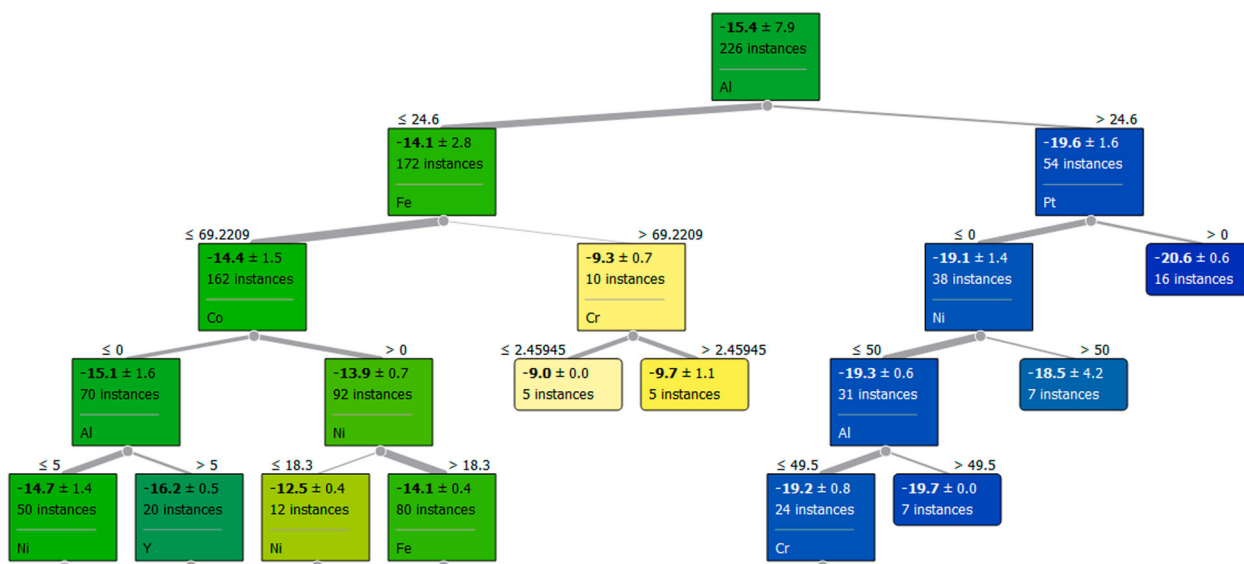 -15.4 ± 7.9
226 instances
Al
≤ 24.6
> 24.6
-14.1 ± 2.8
172 instances
Fe
-19.6 ± 1.6
54 instances
Pt
≤ 69.2209
> 69.2209
≤ 0
> 0
-14.4 ± 1.5
162 instances
Co
-9.3 ± 0.7
10 instances
Cr
-19.1 ± 1.4
38 instances
Ni
-20.6 ± 0.6
16 instances
≤ 0
> 0
≤ 2.45945
> 2.45945
≤ 50
> 50
-15.1 ± 1.6
70 instances
Al
-13.9 ± 0.7
92 instances
Ni
-9.0 ± 0.0
5 instances
-9.7 ± 1.1
5 instances
-19.3 ± 0.6
31 instances
Al
-18.5 ± 4.2
7 instances
≤ 5
> 5
≤ 18.3
> 18.3
≤ 49.5
> 49.5
-14.7 ± 1.4
50 instances
Ni
-16.2 ± 0.5
20 instances
Y
-12.5 ± 0.4
12 instances
Ni
-14.1 ± 0.4
80 instances
Fe
-19.2 ± 0.8
24 instances
Cr
-19.7 ± 0.0
7 instances